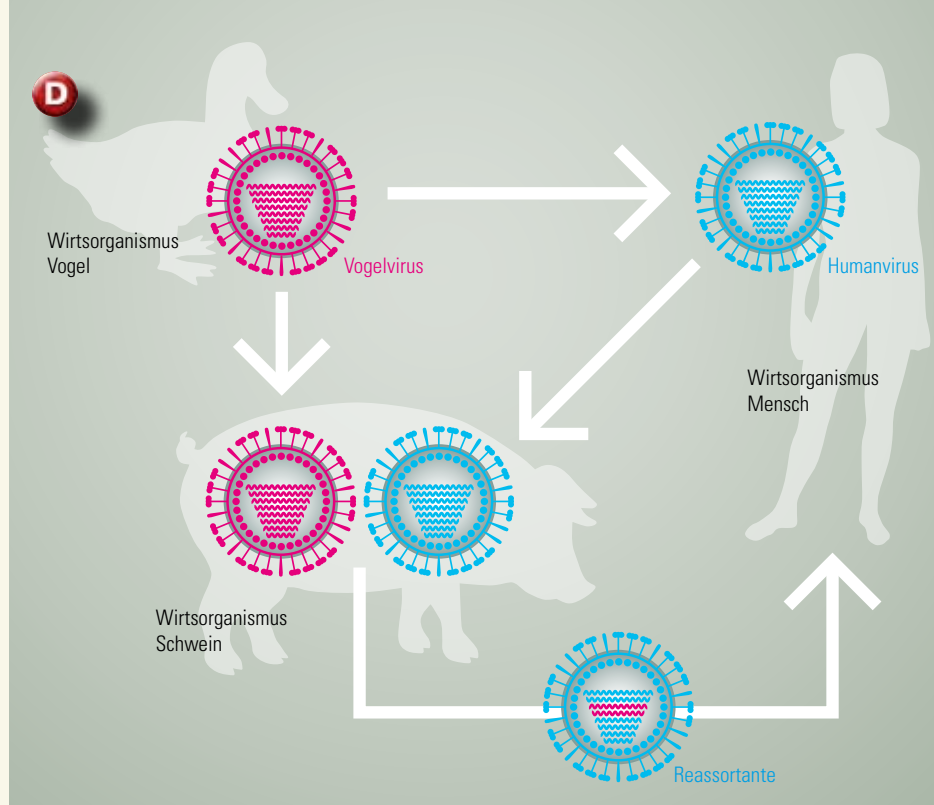 D
Wirtsorganismus
Vogel
Vogelvirus
Humanvirus
Wirtsorganismus
Mensch
Wirtsorganismus
Schwein
Reassortante